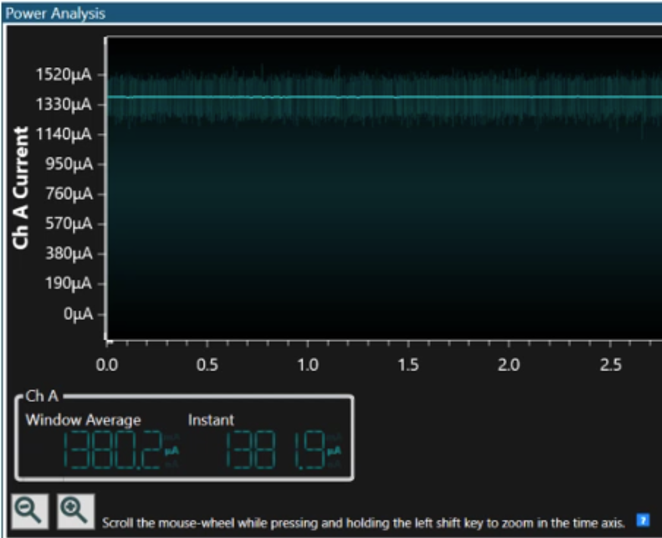 Power Analysis
Ch A Current
1520µA
1330µA
1140µA
950µA
760µA
570µA
380µA
190µA
0µA
0.0 0.5 1.0 1.5 2.0 2.5
Ch A
Window Average Instant
1380.2 µA 1381.9 µA
Scroll the mouse-wheel while pressing and holding the left shift key to zoom in the time axis. ?